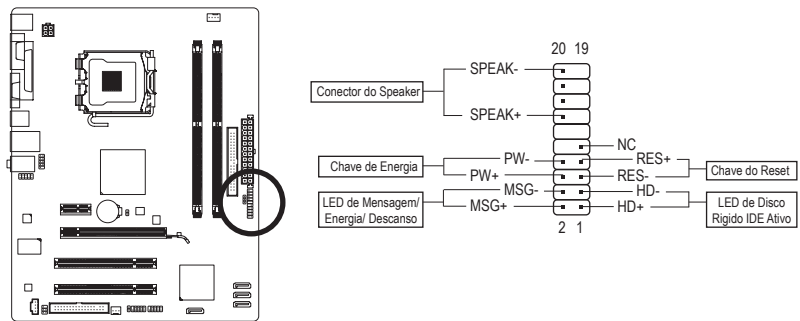 20 19
SPEAK-
Conector do Speaker
SPEAK+
NC
PW- RES+
Chave de Energia
Chave do Reset
PW+ RES-
MSG- HD-
LED de Mensagem/
Energia/ Descanso
LED de Disco
Rigido IDE Ativo
MSG+ HD+
2 1